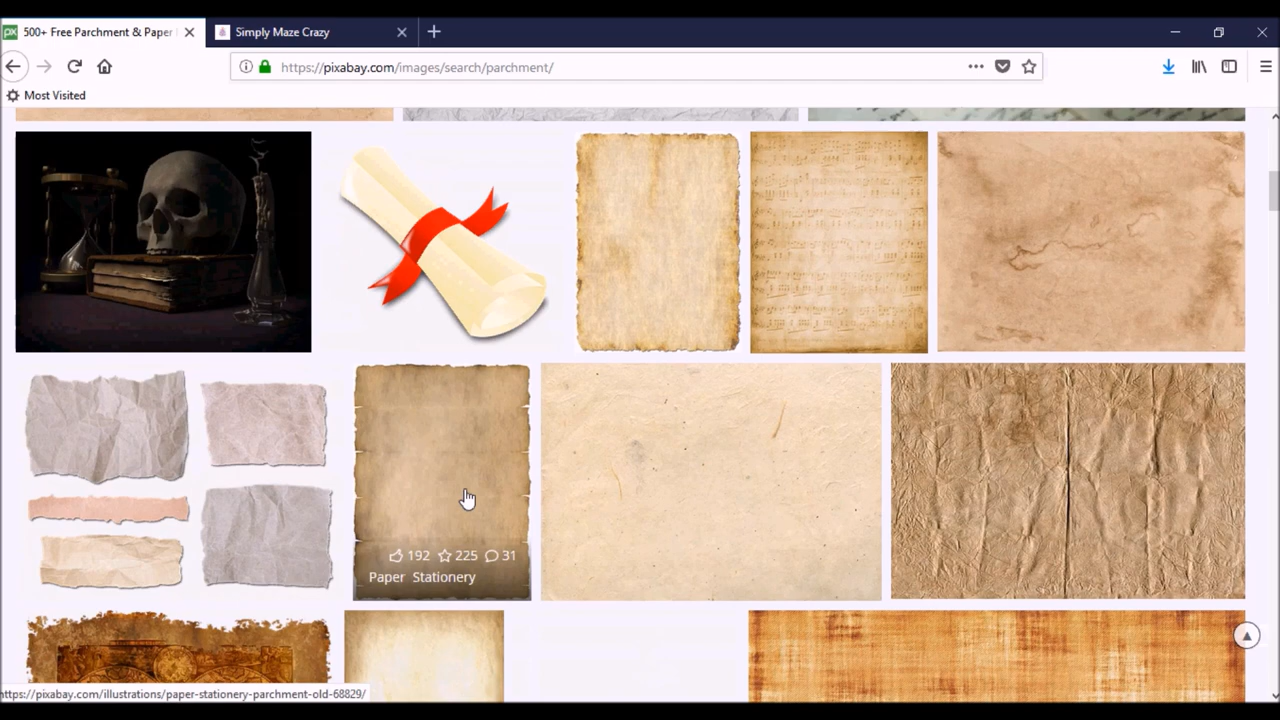 px 500+ Free Parchment & Paper
Simply Maze Crazy
https://pixabay.com/images/search/parchment/
Most Visited
192 225 31
Paper Stationery
https://pixabay.com/illustrations/paper-stationery-parchment-old-68829/